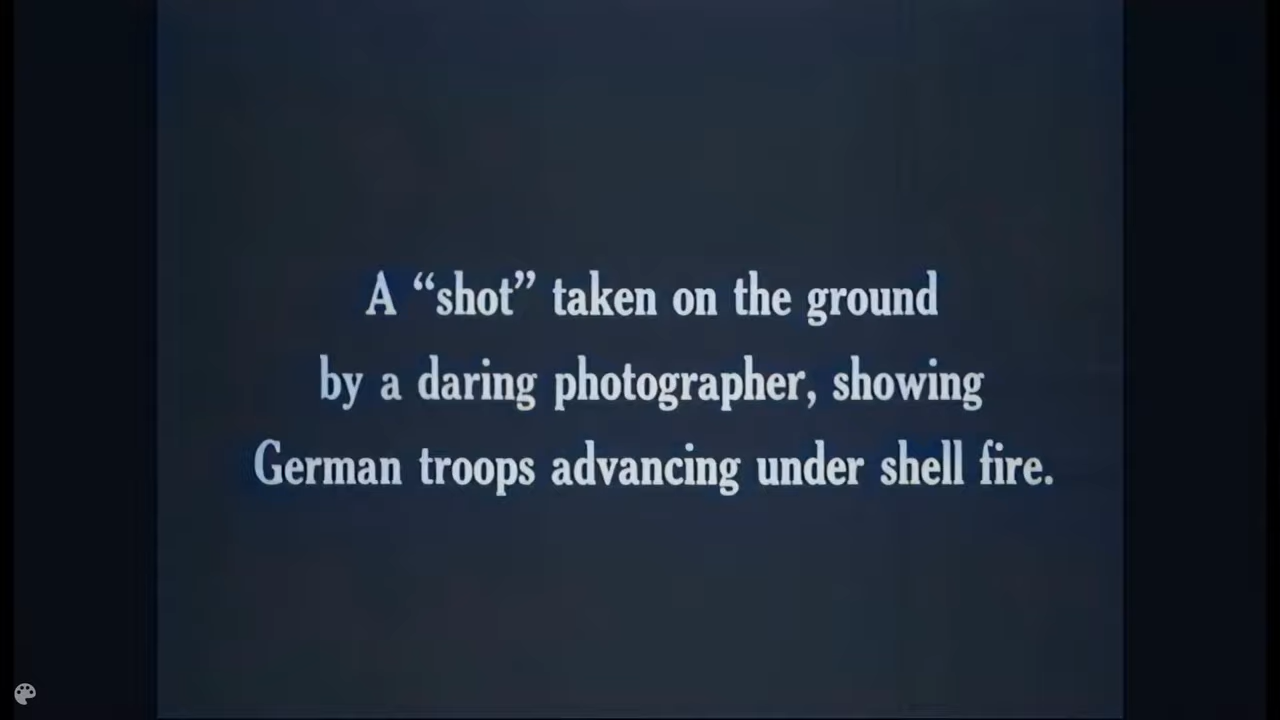 A “shot” taken on the ground
by a daring photographer, showing
German troops advancing under shell fire.